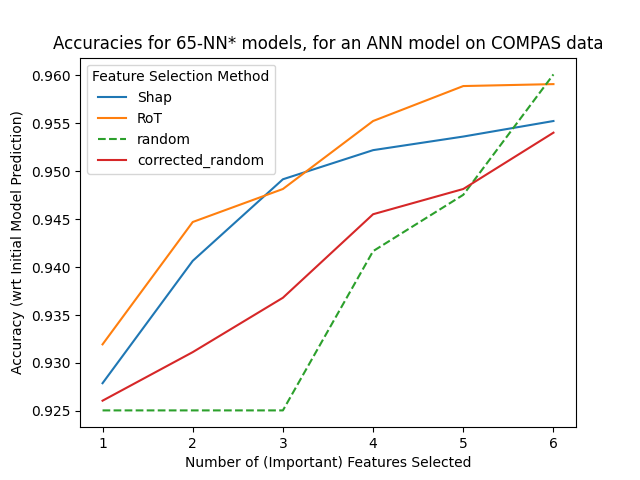 Accuracies for 65-NN* models, for an ANN model on COMPAS data
Feature Selection Method
Shap
RoT
random
corrected_random
Accuracy (wrt Initial Model Prediction)
0.960
0.955
0.950
0.945
0.940
0.935
0.930
0.925
1 2 3 4 5 6
Number of (Important) Features Selected